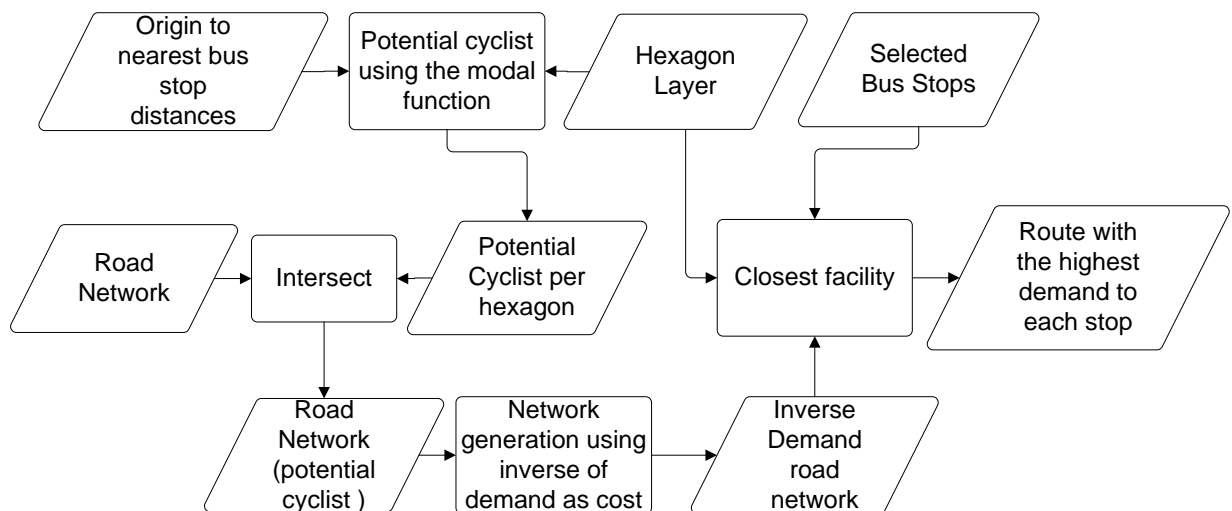 Origin to
nearest bus
stop
distances
Potential cyclist
using the modal
function
Hexagon
Layer
Selected
Bus Stops
Road
Network
Intersect
Potential
Cyclist per
hexagon
Closest facility
Route with
the highest
demand to
each stop
Road
Network
(potential
cyclist )
Network
generation using
inverse of
demand as cost
Inverse
Demand
road
network